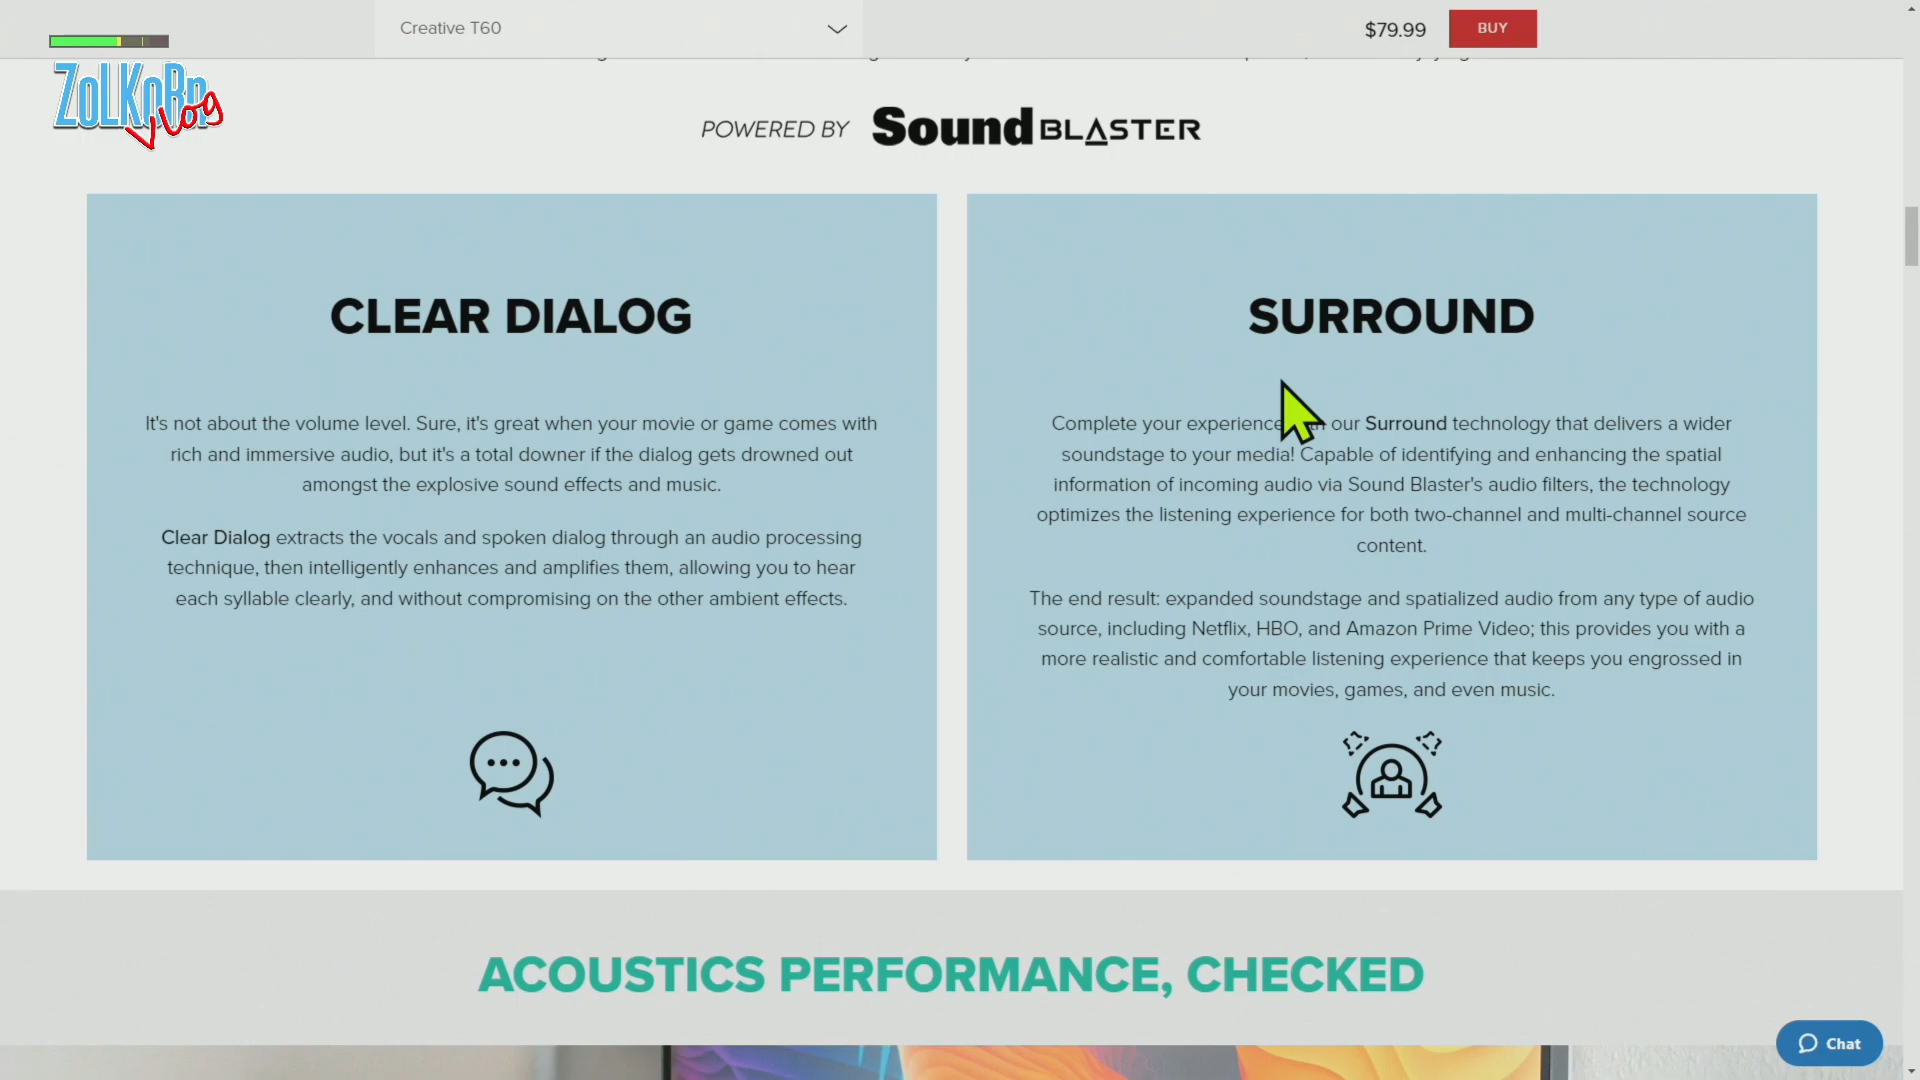 Creative T60
$79.99
BUY
ZOLKORN
Vlog
POWERED BY Sound BLASTER
CLEAR DIALOG
It's not about the volume level. Sure, it's great when your movie or game comes with
rich and immersive audio, but it's a total downer if the dialog gets drowned out
amongst the explosive sound effects and music.
Clear Dialog extracts the vocals and spoken dialog through an audio processing
technique, then intelligently enhances and amplifies them, allowing you to hear
each syllable clearly, and without compromising on the other ambient effects.
SURROUND
Complete your experience our Surround technology that delivers a wider
soundstage to your media! Capable of identifying and enhancing the spatial
information of incoming audio via Sound Blaster's audio filters, the technology
optimizes the listening experience for both two-channel and multi-channel source
content.
The end result: expanded soundstage and spatialized audio from any type of audio
source, including Netflix, HBO, and Amazon Prime Video; this provides you with a
more realistic and comfortable listening experience that keeps you engrossed in
your movies, games, and even music.
ACOUSTICS PERFORMANCE, CHECKED
Chat